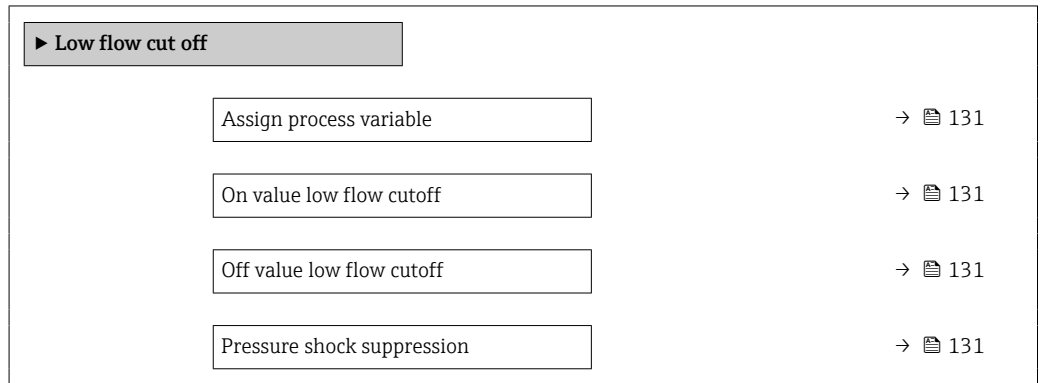 ► Low flow cut off
Assign process variable → 131
On value low flow cutoff → 131
Off value low flow cutoff → 131
Pressure shock suppression → 131